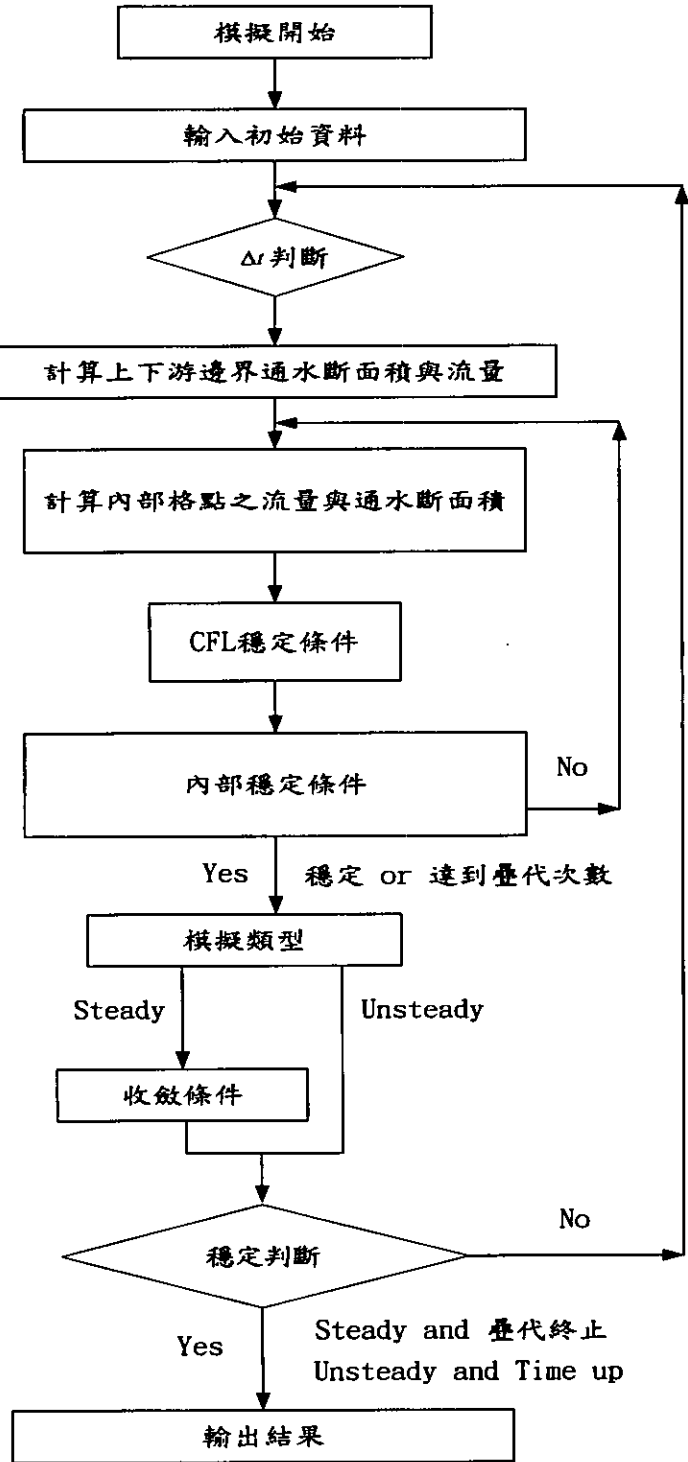 模擬開始
輸入初始資料
Δt判斷
計算上下游邊界通水斷面積與流量
計算內部格點之流量與通水斷面積
CFL穩定條件
內部穩定條件
No
Yes
穩定 or 達到疊代次數
模擬類型
Steady
Unsteady
收斂條件
穩定判斷
No
Yes
Steady and 疊代終止
Unsteady and Time up
輸出結果